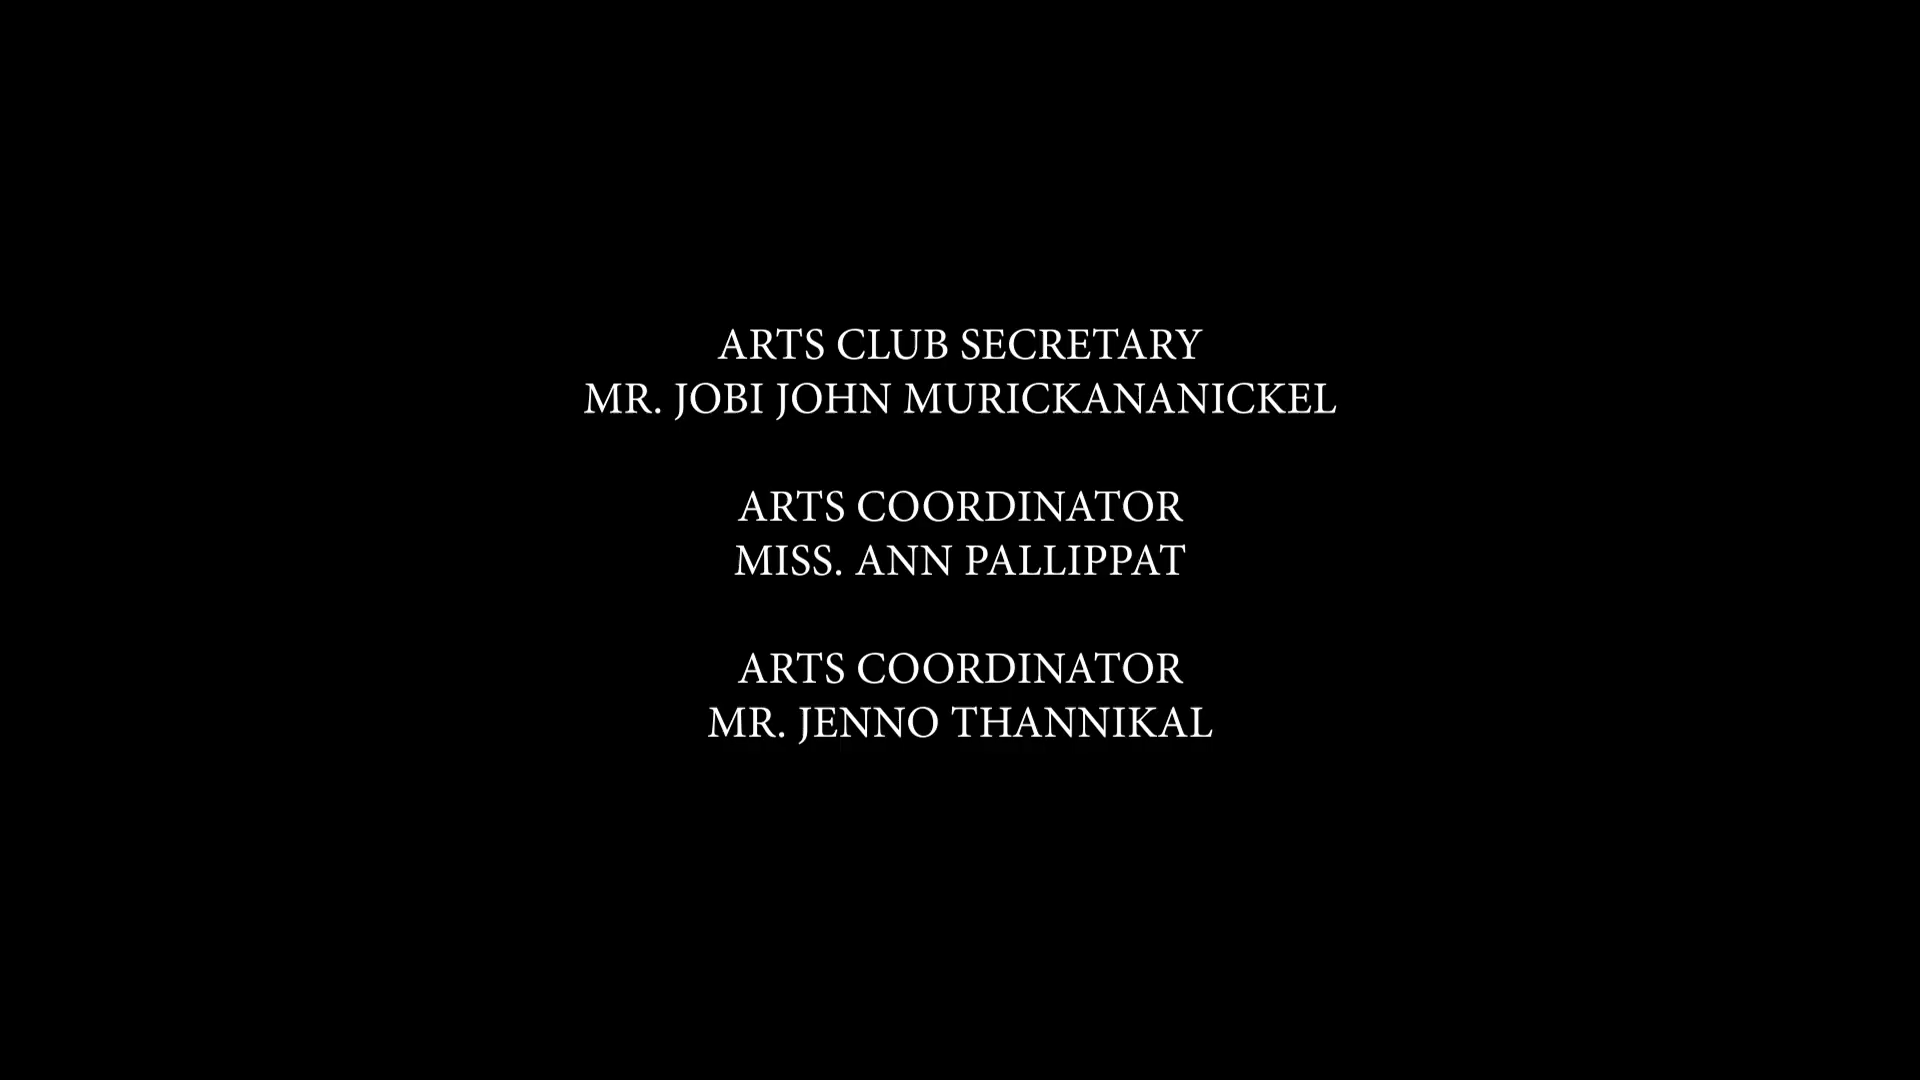 ARTS CLUB SECRETARY
MR. JOBI JOHN MURICKANANICKEL
ARTS COORDINATOR
MISS. ANN PALLIPPAT
ARTS COORDINATOR
MR. JENNO THANNIKAL